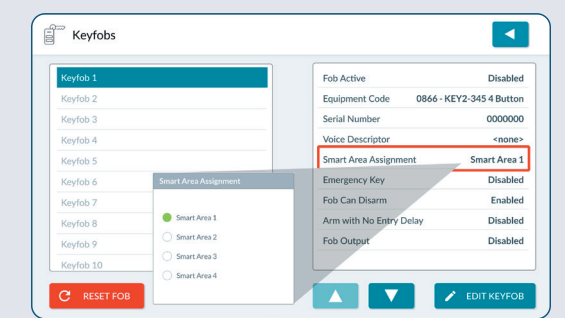 Keyfobs
Keyfob 1
Keyfob 2
Keyfob 3
Keyfob 4
Keyfob 5
Keyfob 6
Keyfob 7
Keyfob 8
Keyfob 9
Keyfob 10
Smart Area Assignment
Smart Area 1
Smart Area 2
Smart Area 3
Smart Area 4
Fob Active Disabled
Equipment Code 0866 - KEY2-345 4 Button
Serial Number 0000000
Voice Descriptor <none>
Smart Area Assignment Smart Area 1
Emergency Key Disabled
Fob Can Disarm Enabled
Arm with No Entry Delay Disabled
Fob Output Disabled
RESET FOB
EDIT KEYFOB